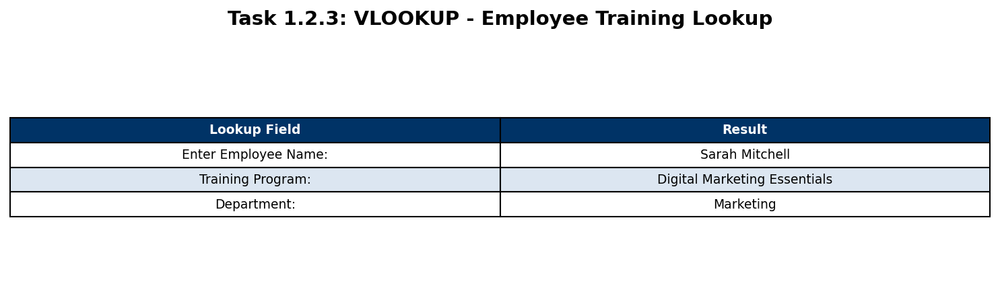 Task 1.2.3: VLOOKUP - Employee Training Lookup
Lookup Field Result
Enter Employee Name: Sarah Mitchell
Training Program: Digital Marketing Essentials
Department: Marketing